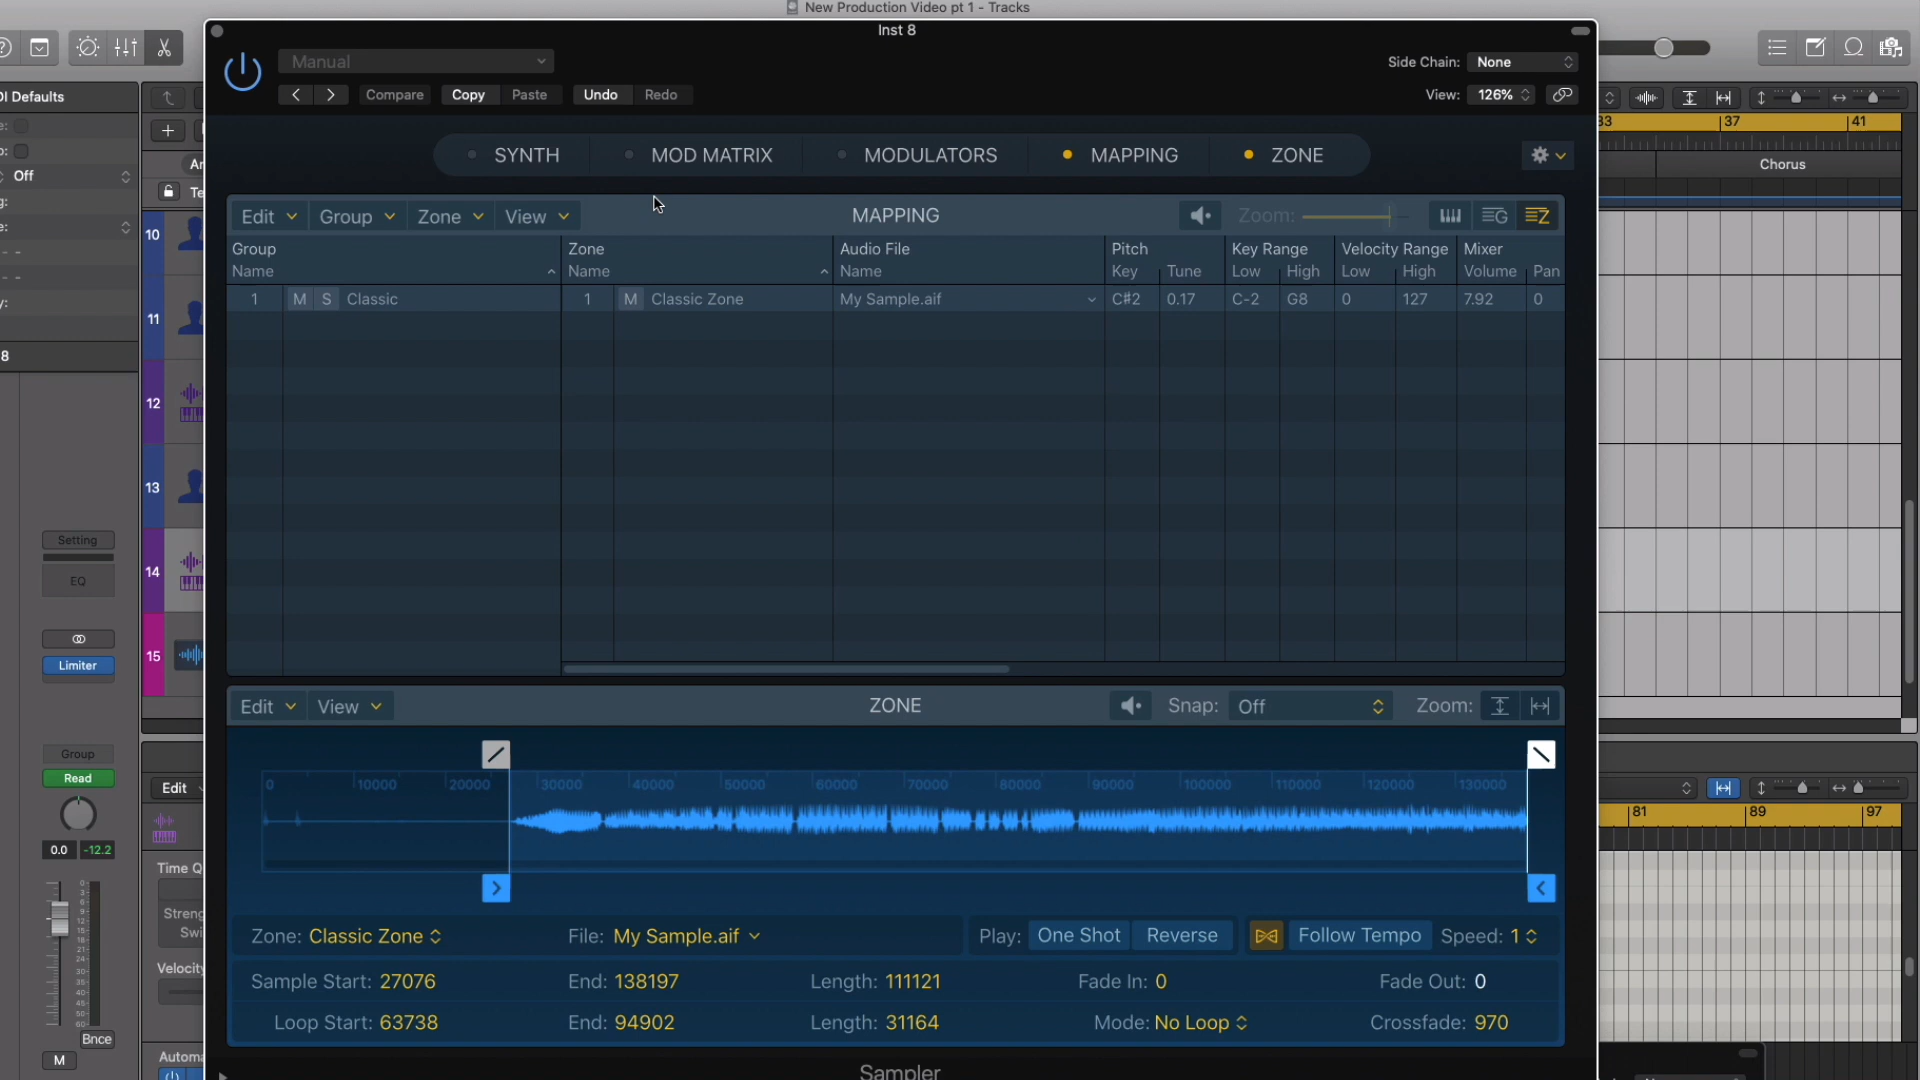 New Production Video pt 1 - Tracks
Inst 8
Manual
Side Chain: None
Compare Copy Paste Undo Redo
View: 126%
DI Defaults
SYNTH MOD MATRIX MODULATORS MAPPING ZONE
37 41
Chorus
Off
Edit Group Zone View MAPPING Zoom:
Group Zone Audio File Pitch Key Range Velocity Range Mixer
Name Name Name Key Tune Low High Low High Volume Pan
1 M S Classic 1 M Classic Zone My Sample.aif C#2 0.17 C-2 G8 0 127 7.92 0
10
11
8
12
13
14
15
Setting
EQ
Limiter
Edit View ZONE Snap: Off Zoom:
Group
Read
0.0 -12.2
Bnce
M
Edit
0 10000 20000 30000 40000 50000 60000 70000 80000 90000 100000 110000 120000 130000
81 89 97
Time Q
Streng
Swi
Velocity
Automa
Zone: Classic Zone File: My Sample.aif Play: One Shot Reverse Follow Tempo Speed: 1
Sample Start: 27076 End: 138197 Length: 111121 Fade In: 0 Fade Out: 0
Loop Start: 63738 End: 94902 Length: 31164 Mode: No Loop Crossfade: 970
Sampler